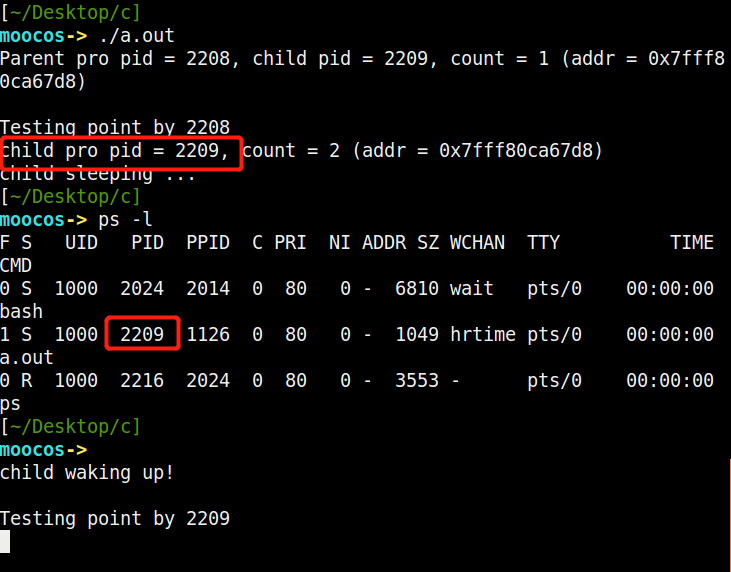 [~/Desktop/c]
moocos-> ./a.out
Parent pro pid = 2208, child pid = 2209, count = 1 (addr = 0x7fff8
0ca67d8)
Testing point by 2208
child pro pid = 2209, count = 2 (addr = 0x7fff80ca67d8)
child sleeping ...
[~/Desktop/c]
moocos-> ps -l
F S   UID   PID  PPID  C PRI  NI ADDR SZ WCHAN  TTY          TIME
CMD
0 S  1000  2024  2014  0  80   0 -  6810 wait   pts/0    00:00:00
bash
1 S  1000  2209  1126  0  80   0 -  1049 hrtime pts/0    00:00:00
a.out
0 R  1000  2216  2024  0  80   0 -  3553 -      pts/0    00:00:00
ps
[~/Desktop/c]
moocos->
child waking up!
Testing point by 2209